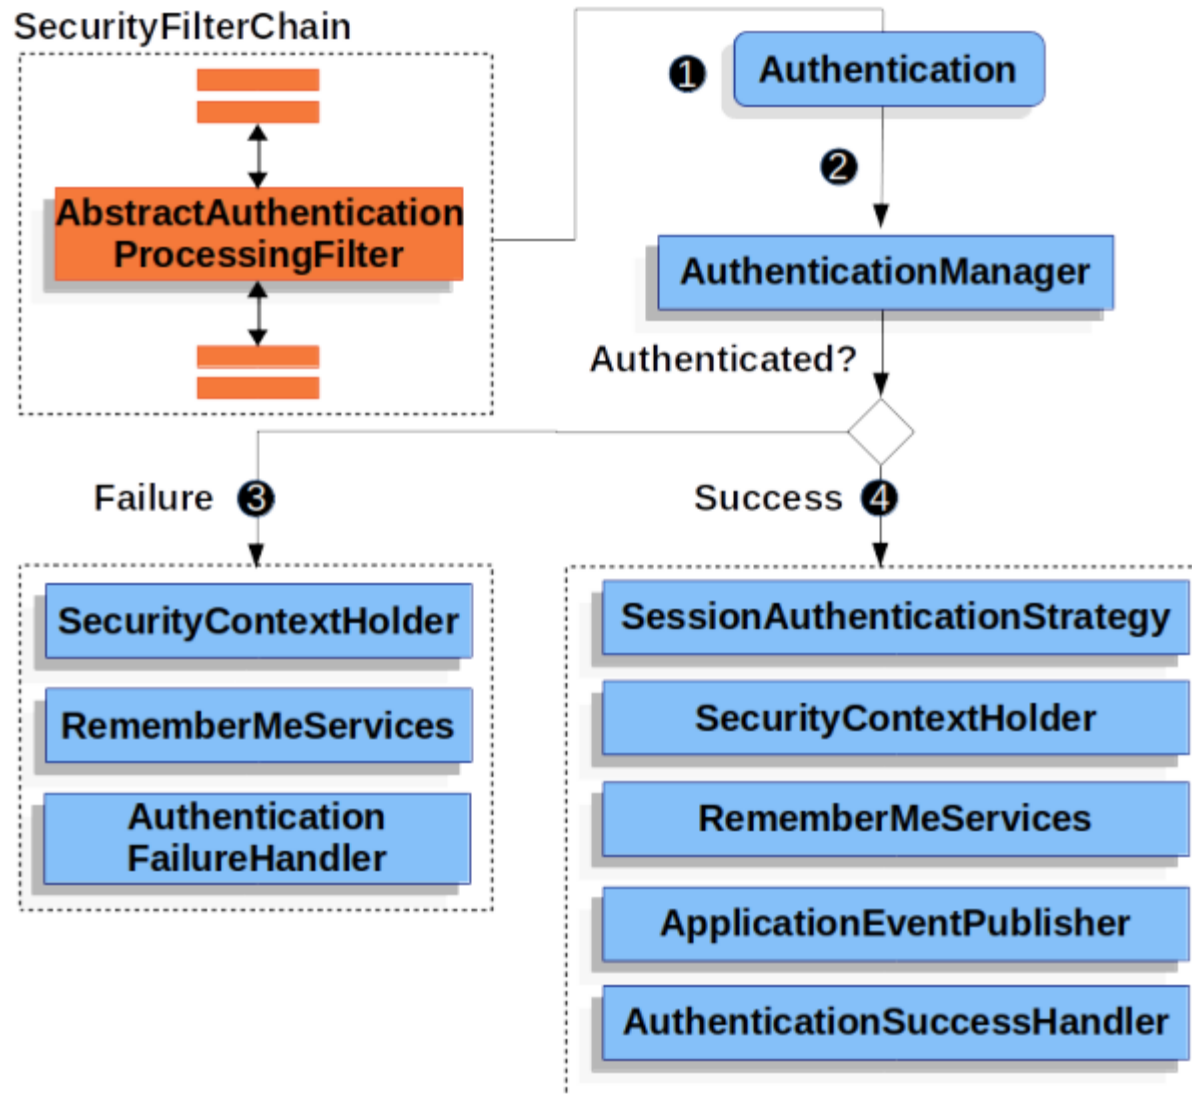 SecurityFilterChain
AbstractAuthentication
ProcessingFilter
1
Authentication
2
AuthenticationManager
Authenticated?
Failure 3
Success 4
SecurityContextHolder
RememberMeServices
Authentication
FailureHandler
SessionAuthenticationStrategy
SecurityContextHolder
RememberMeServices
ApplicationEventPublisher
AuthenticationSuccessHandler